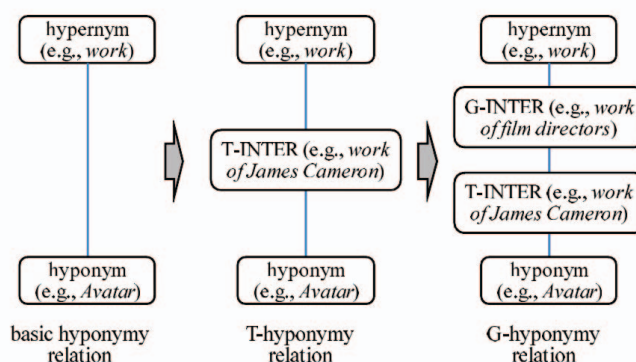 hypernym
(e.g., work)
hyponym
(e.g., Avatar)
basic hyponymy
relation
hypernym
(e.g., work)
T-INTER (e.g., work
of James Cameron)
hyponym
(e.g., Avatar)
T-hyponymy
relation
hypernym
(e.g., work)
G-INTER (e.g., work
of film directors)
T-INTER (e.g., work
of James Cameron)
hyponym
(e.g., Avatar)
G-hyponymy
relation